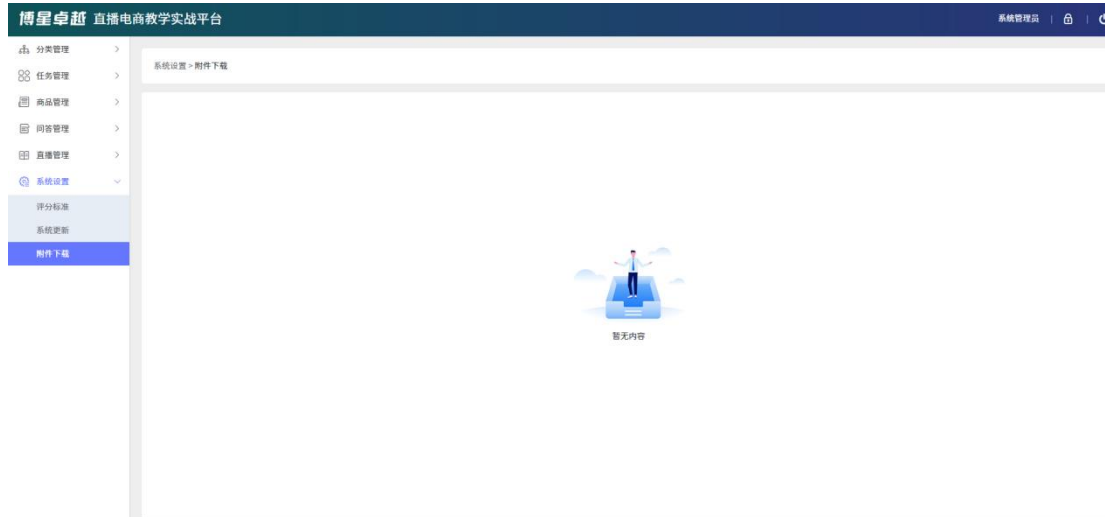 博星卓越 直播电商教学实战平台
系统管理员
分类管理
任务管理
商品管理
问答管理
直播管理
系统设置
评分标准
系统更新
附件下载
系统设置 > 附件下载
暂无内容